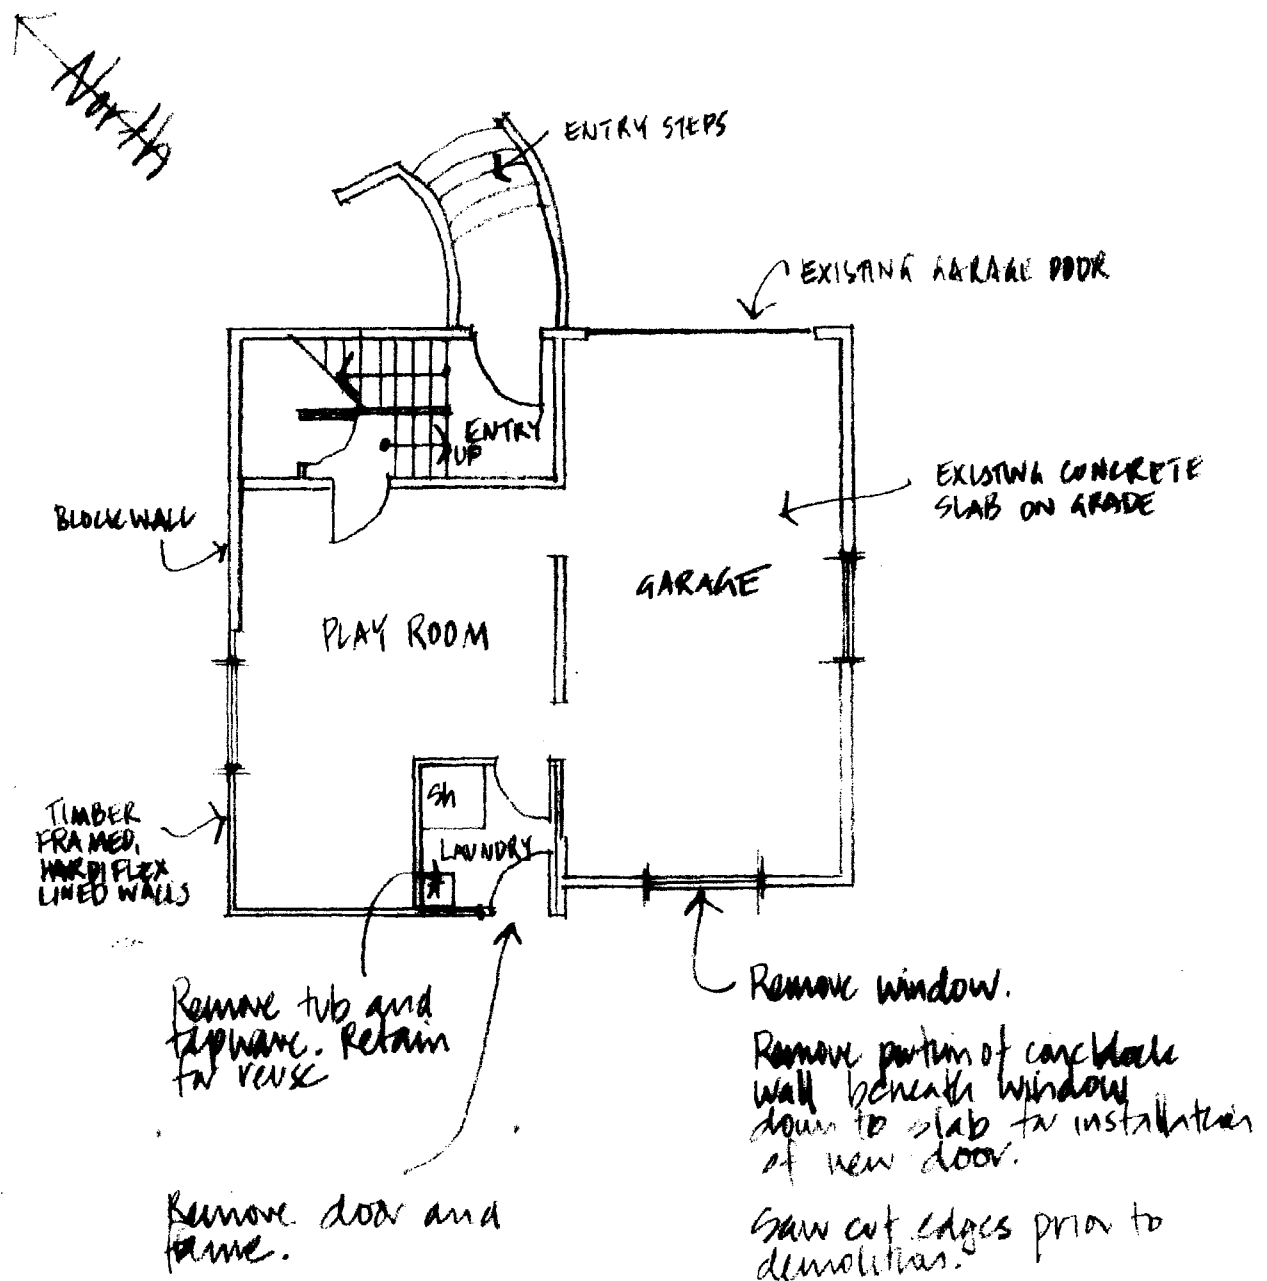 North
ENTRY STEPS
EXISTING GARAGE DOOR
ENTRY
UP
EXISTING CONCRETE
SLAB ON GRADE
BLOCK WALL
GARAGE
PLAY ROOM
Sh
TIMBER
FRAMED,
HARDIFLEX
LINED WALLS
LAUNDRY
Remove tub and
tapware. Retain
for reuse
Remove window.
Remove portion of conc block
wall beneath window
down to slab for installation
of new door.
Remove door and
frame.
Saw cut edges prior to
demolition.